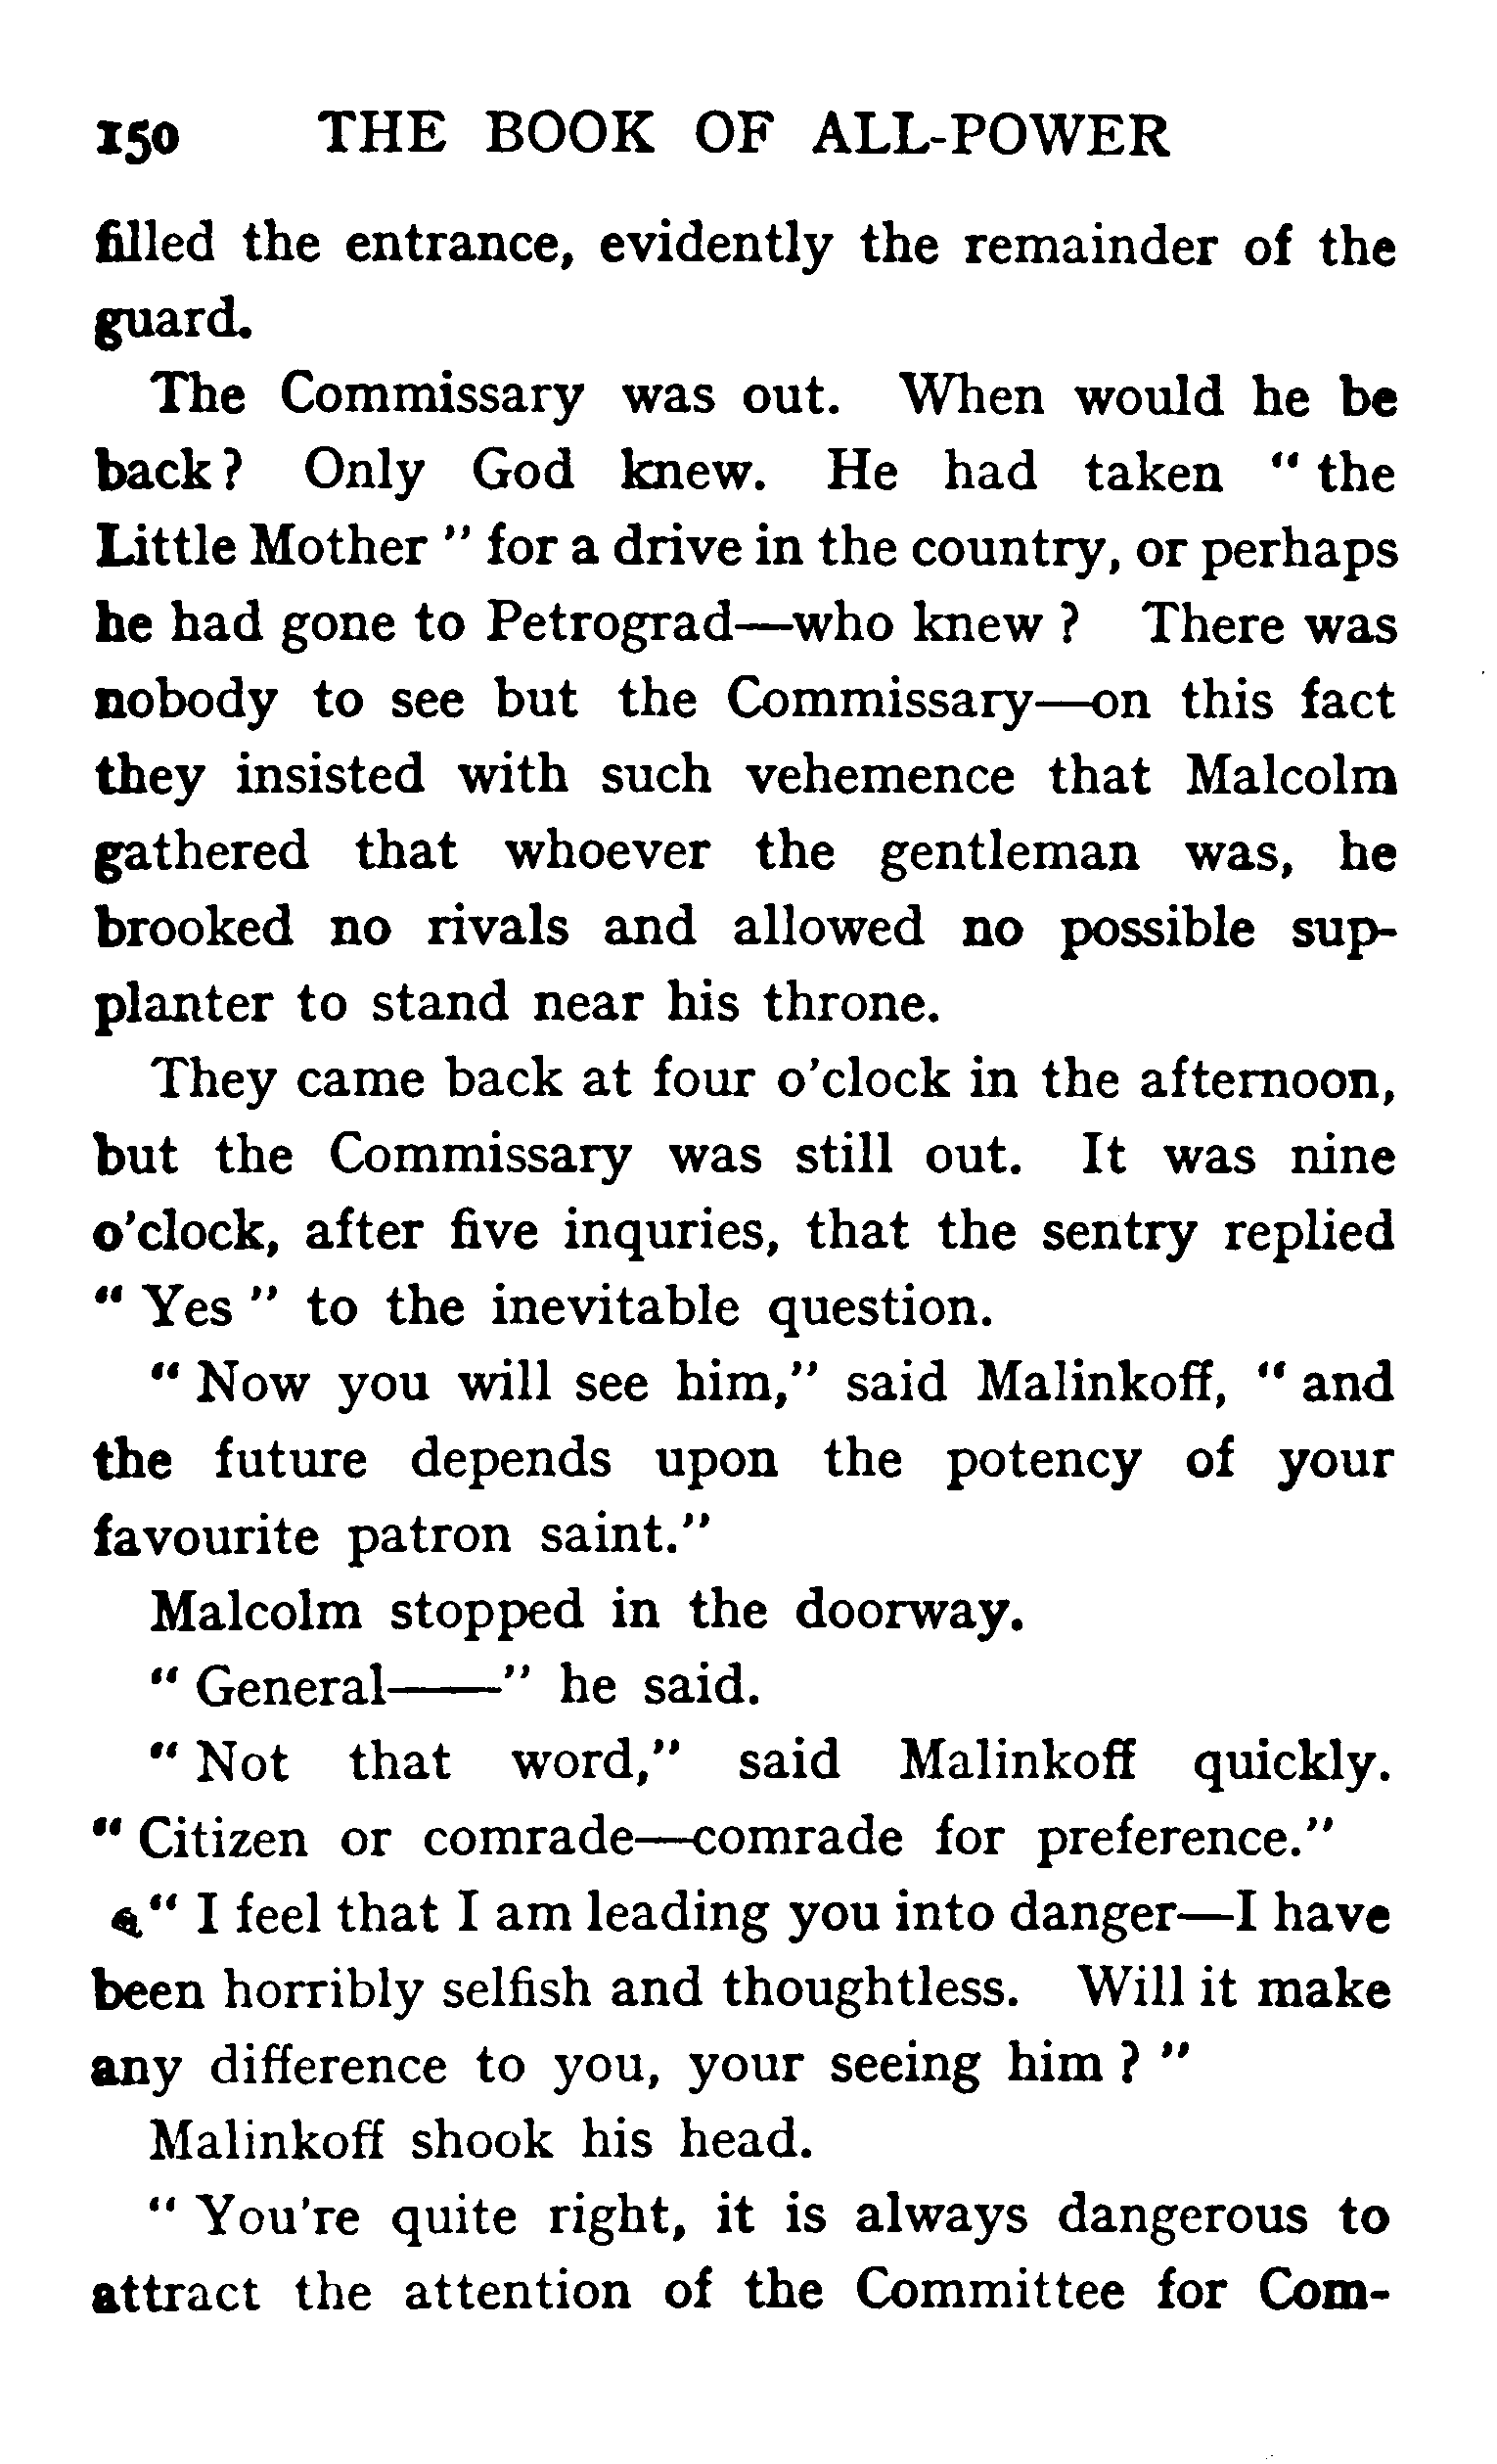 150 THE BOOK OF ALL-POWER
filled the entrance, evidently the remainder of the
guard.
The Commissary was out. When would he be
back? Only God knew. He had taken " the
Little Mother " for a drive in the country, or perhaps
he had gone to Petrograd—who knew ? There was
nobody to see but the Commissary—on this fact
they insisted with such vehemence that Malcolm
gathered that whoever the gentleman was, he
brooked no rivals and allowed no possible sup-
planter to stand near his throne.
They came back at four o'clock in the afternoon,
but the Commissary was still out. It was nine
o'clock, after five inquries, that the sentry replied
" Yes " to the inevitable question.
" Now you will see him," said Malinkoff, " and
the future depends upon the potency of your
favourite patron saint."
Malcolm stopped in the doorway.
" General——" he said.
" Not that word," said Malinkoff quickly.
" Citizen or comrade—comrade for preference."
" I feel that I am leading you into danger—I have
been horribly selfish and thoughtless. Will it make
any difference to you, your seeing him ? "
Malinkoff shook his head.
" You're quite right, it is always dangerous to
attract the attention of the Committee for Com-